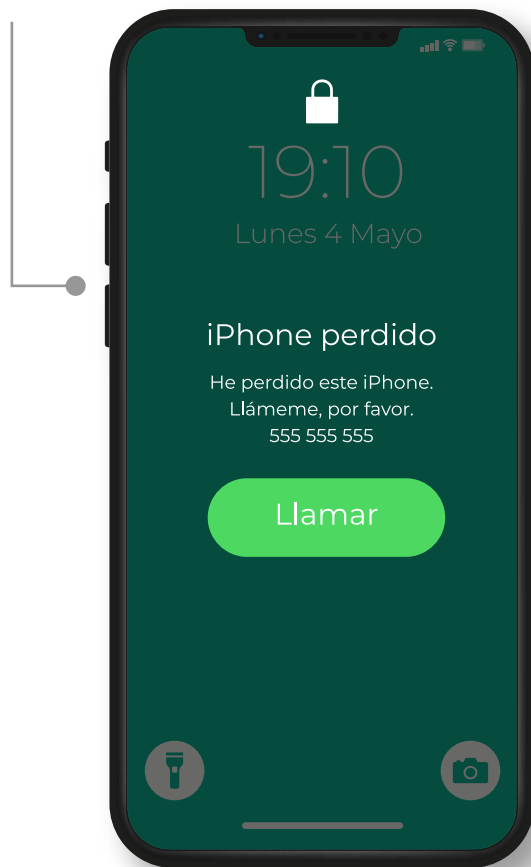 19:10
Lunes 4 Mayo
iPhone perdido
He perdido este iPhone.
Llámeme, por favor.
555 555 555
Llamar